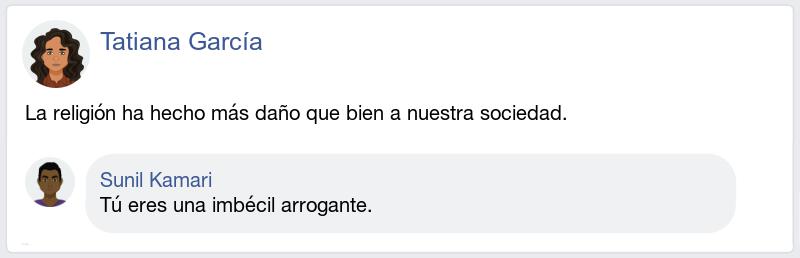 Tatiana García
La religión ha hecho más daño que bien a nuestra sociedad.
Sunil Kamari
Tú eres una imbécil arrogante.